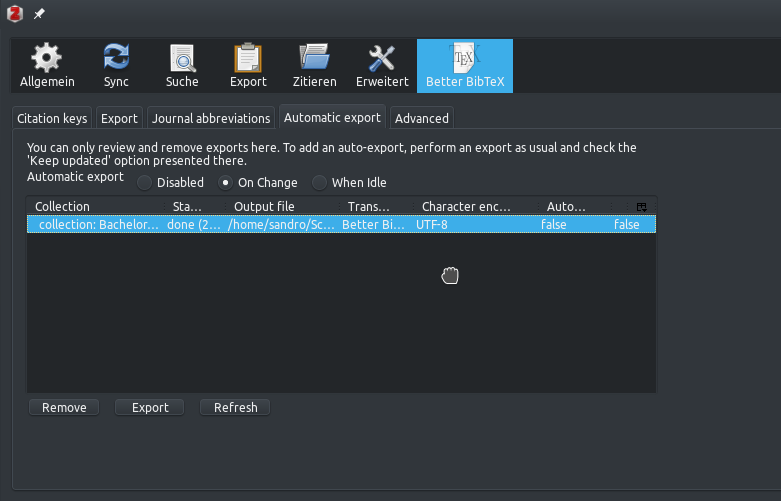 Allgemein Sync Suche Export Zitieren Erweitert Better BibTeX
Citation keys Export Journal abbreviations Automatic export Advanced
You can only review and remove exports here. To add an auto-export, perform an export as usual and check the
'Keep updated' option presented there.
Automatic export Disabled On Change When Idle
Collection Sta... Output file Trans... Character enc... Auto...
collection: Bachelor... done (2... /home/sandro/Sc... Better Bi... UTF-8 false false
Remove Export Refresh